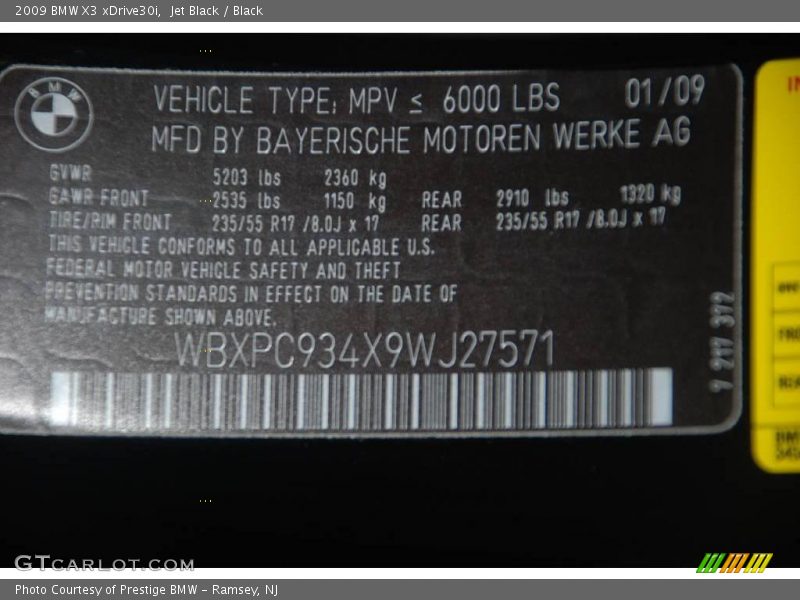 2009 BMW X3 xDrive30i, Jet Black / Black
BMW
VEHICLE TYPE: MPV ≤ 6000 LBS 01/09
MFD BY BAYERISCHE MOTOREN WERKE AG
GVWR 5203 lbs 2360 kg
GAWR FRONT 2535 lbs 1150 kg REAR 2910 lbs 1320 kg
TIRE/RIM FRONT 235/55 R17 /8.0J x 17 REAR 235/55 R17 /8.0J x 17
THIS VEHICLE CONFORMS TO ALL APPLICABLE U.S.
FEDERAL MOTOR VEHICLE SAFETY AND THEFT
PREVENTION STANDARDS IN EFFECT ON THE DATE OF
MANUFACTURE SHOWN ABOVE.
WBXPC934X9WJ27571
9 217 372
GTCARLOT.COM
Photo Courtesy of Prestige BMW – Ramsey, NJ